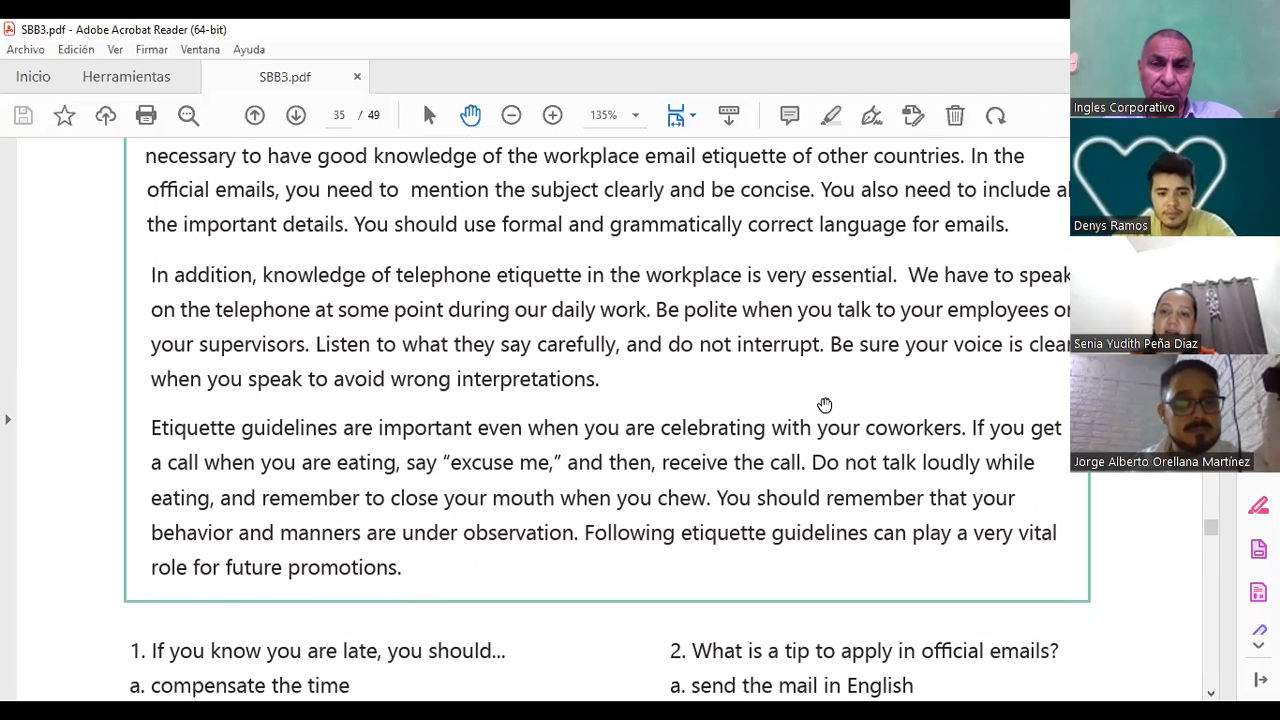 SBB3.pdf - Adobe Acrobat Reader (64-bit)
Archivo Edición Ver Firmar Ventana Ayuda
Inicio Herramientas SBB3.pdf ×
35 / 49 135%
necessary to have good knowledge of the workplace email etiquette of other countries. In the
official emails, you need to mention the subject clearly and be concise. You also need to include
the important details. You should use formal and grammatically correct language for emails.
In addition, knowledge of telephone etiquette in the workplace is very essential. We have to speak
on the telephone at some point during our daily work. Be polite when you talk to your employees or
your supervisors. Listen to what they say carefully, and do not interrupt. Be sure your voice is clear
when you speak to avoid wrong interpretations.
Etiquette guidelines are important even when you are celebrating with your coworkers. If you get
a call when you are eating, say “excuse me,” and then, receive the call. Do not talk loudly while
eating, and remember to close your mouth when you chew. You should remember that your
behavior and manners are under observation. Following etiquette guidelines can play a very vital
role for future promotions.
1. If you know you are late, you should...
a. compensate the time
2. What is a tip to apply in official emails?
a. send the mail in English
Ingles Corporativo
Denys Ramos
Senia Yudith Peña Diaz
Jorge Alberto Orellana Martínez